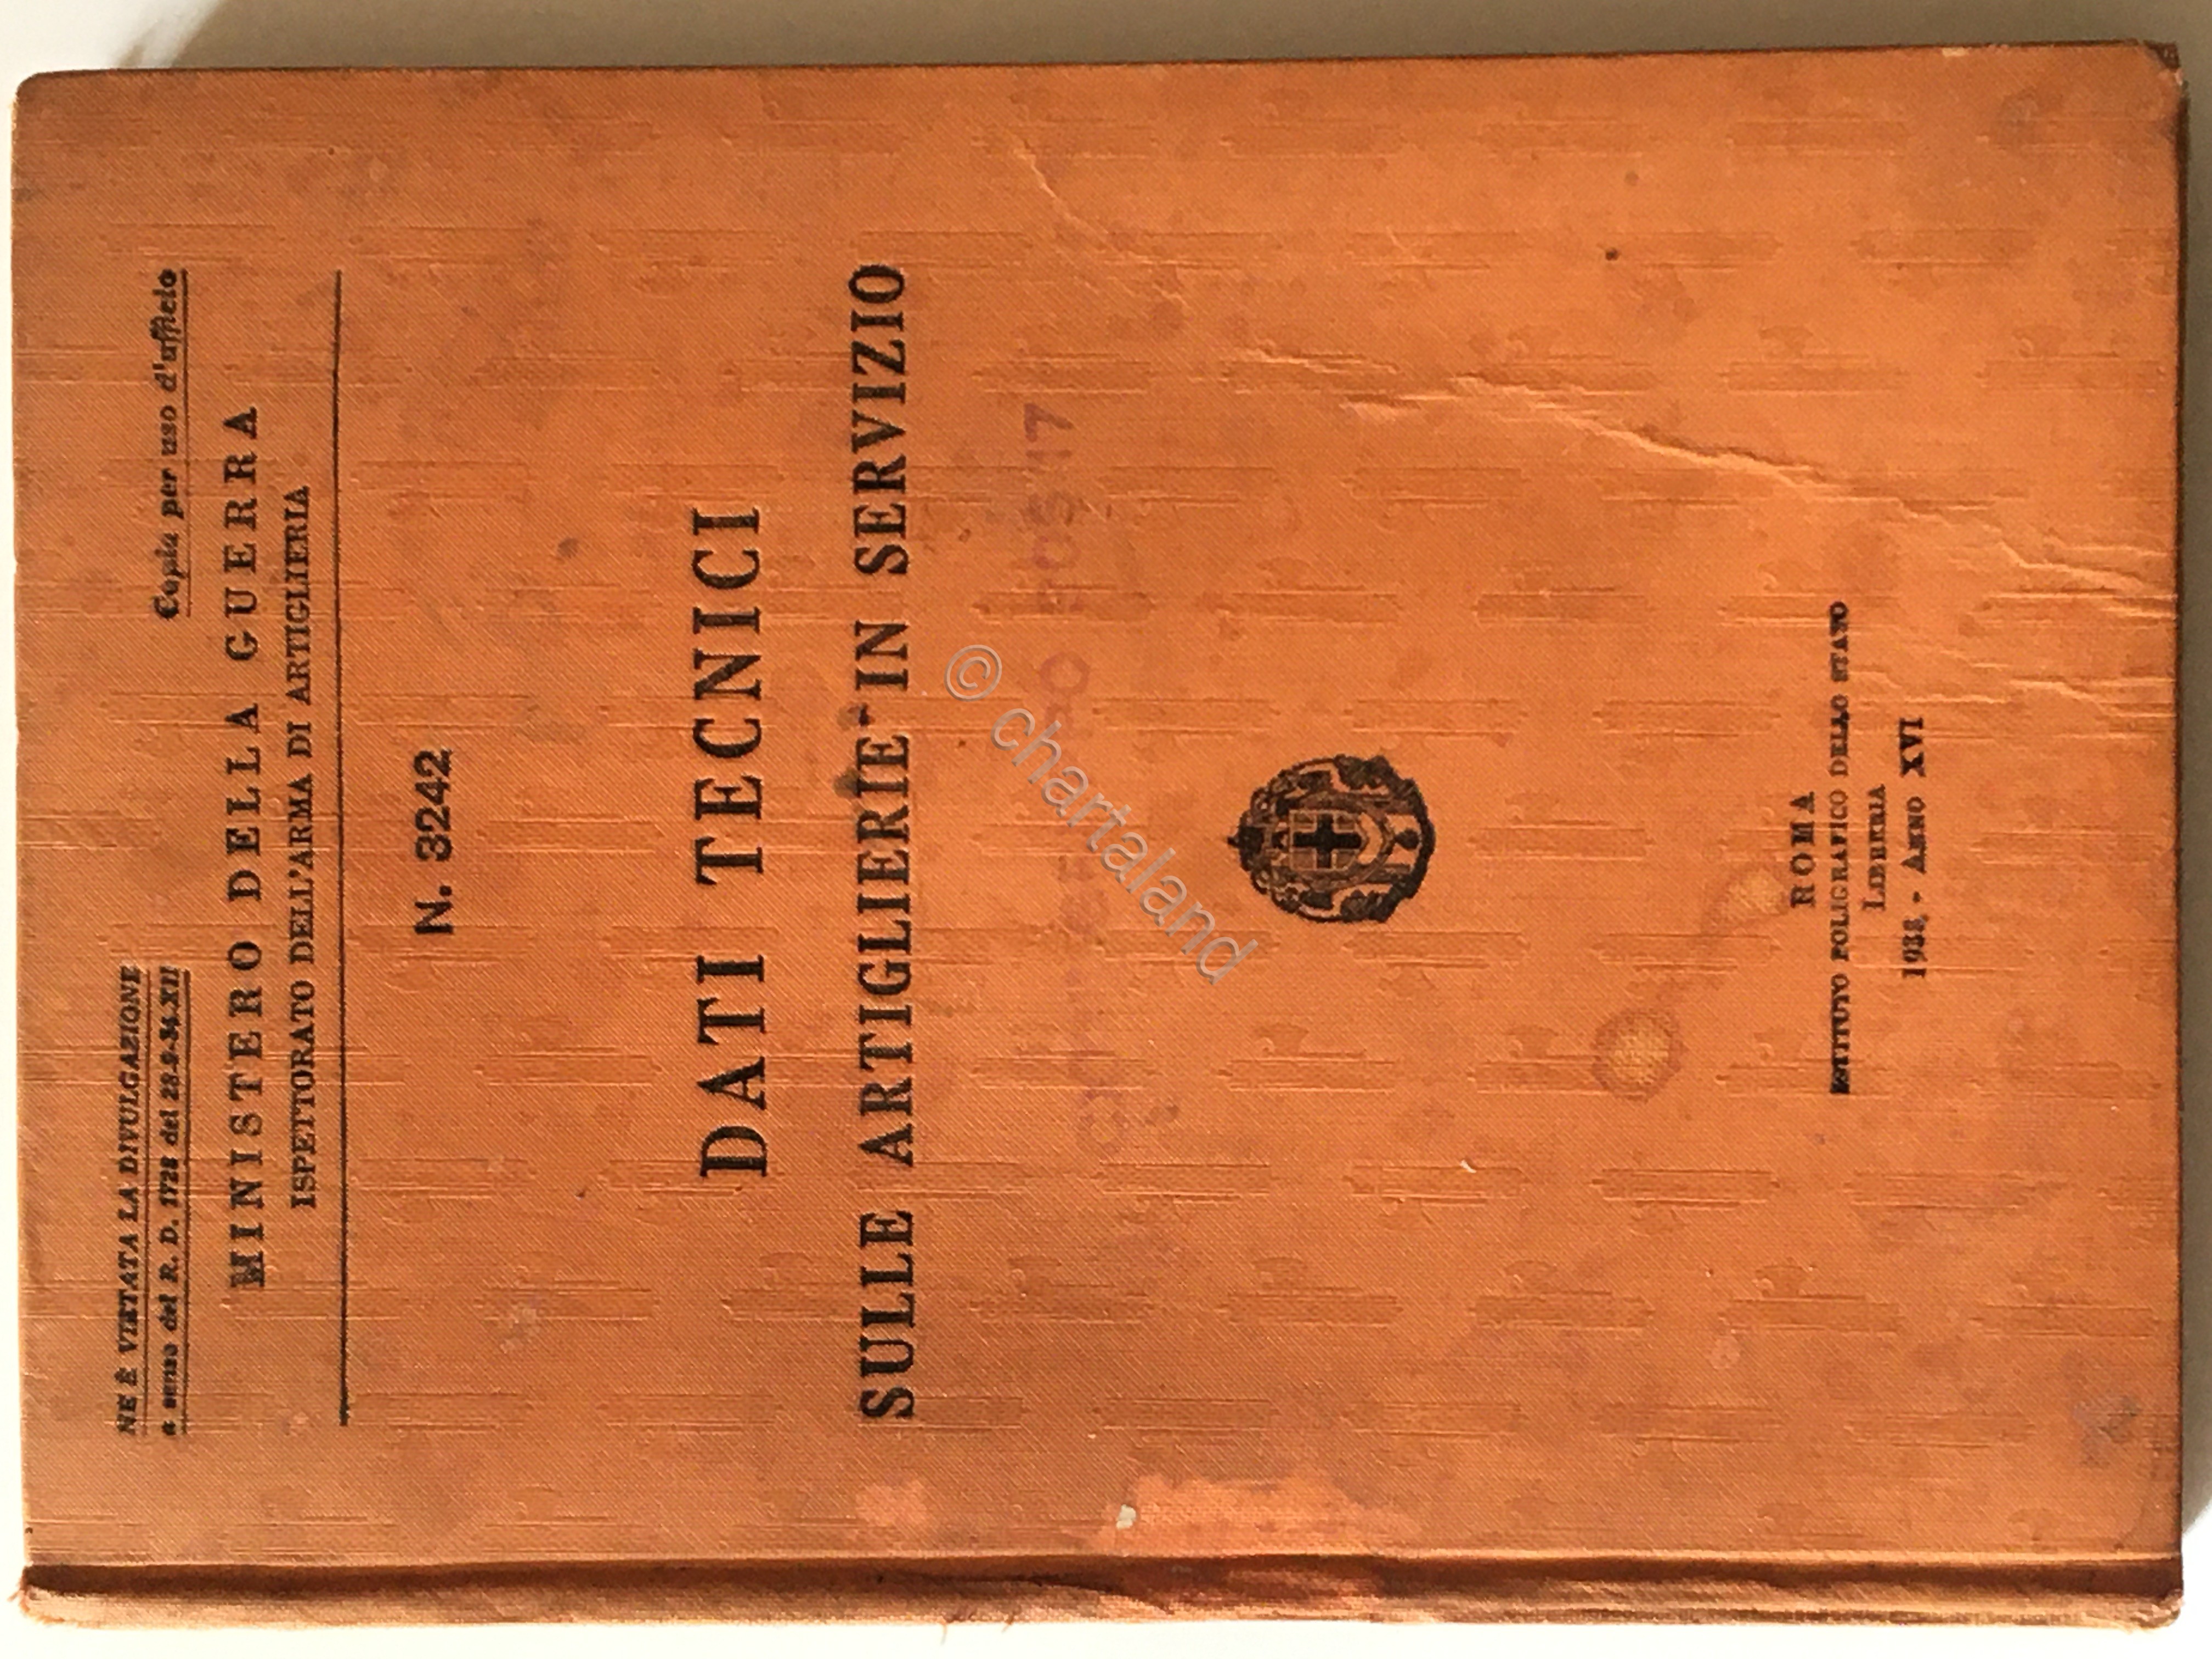 NE È VIETATA LA DIVULGAZIONE
a senso del R. D. 1728 del 28-9-34-XII
Copia per uso d'ufficio
MINISTERO DELLA GUERRA
ISPETTORATO DELL'ARMA DI ARTIGLIERIA
N. 3242
DATI TECNICI
SULLE ARTIGLIERIE IN SERVIZIO
© chartaland
ROMA
ISTITUTO POLIGRAFICO DELLO STATO
LIBRERIA
1938 - ANNO XVI